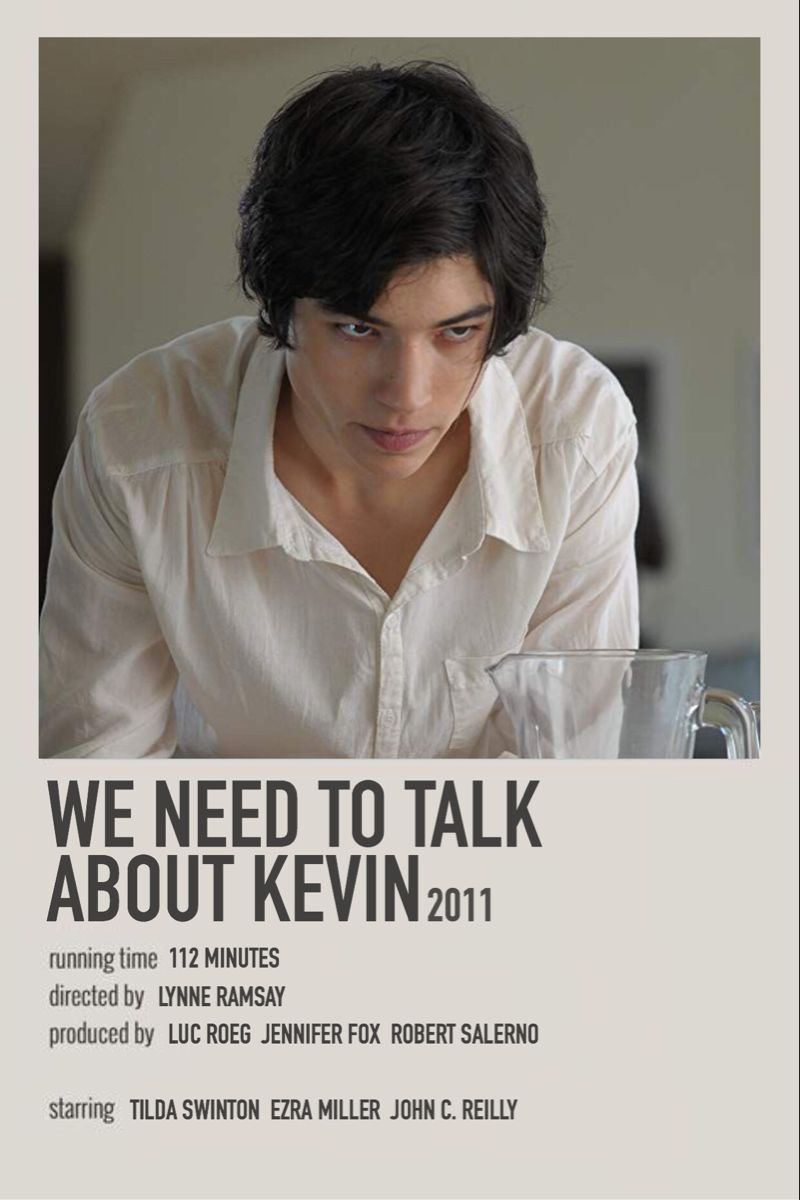 WE NEED TO TALK
ABOUT KEVIN 2011
running time 112 MINUTES
directed by LYNNE RAMSAY
produced by LUC ROEG JENNIFER FOX ROBERT SALERNO
starring TILDA SWINTON EZRA MILLER JOHN C. REILLY